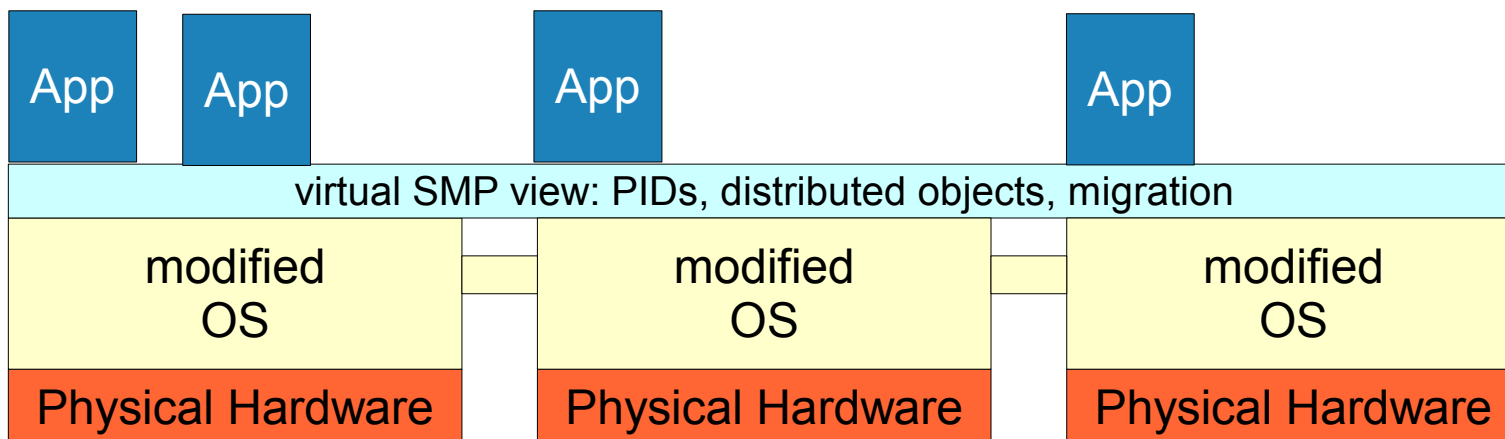 App
App
App
App
virtual SMP view: PIDs, distributed objects, migration
modified
OS
modified
OS
modified
OS
Physical Hardware
Physical Hardware
Physical Hardware